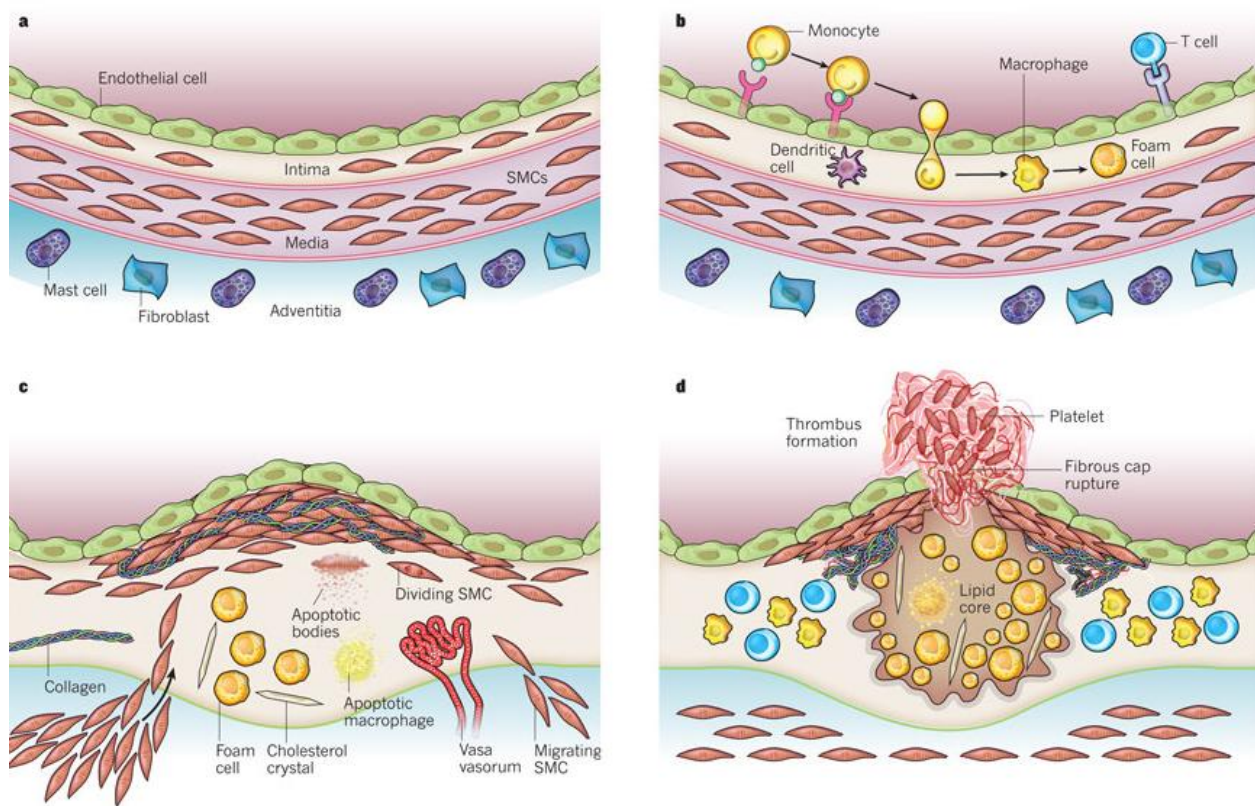 a
Endothelial cell
Intima
SMCs
Media
Mast cell
Fibroblast
Adventitia
b
Monocyte
T cell
Macrophage
Dendritic
cell
Foam
cell
c
Dividing SMC
Apoptotic
bodies
Collagen
Apoptotic
macrophage
Foam
cell
Cholesterol
crystal
Vasa
vasorum
Migrating
SMC
d
Thrombus
formation
Platelet
Fibrous cap
rupture
Lipid
core